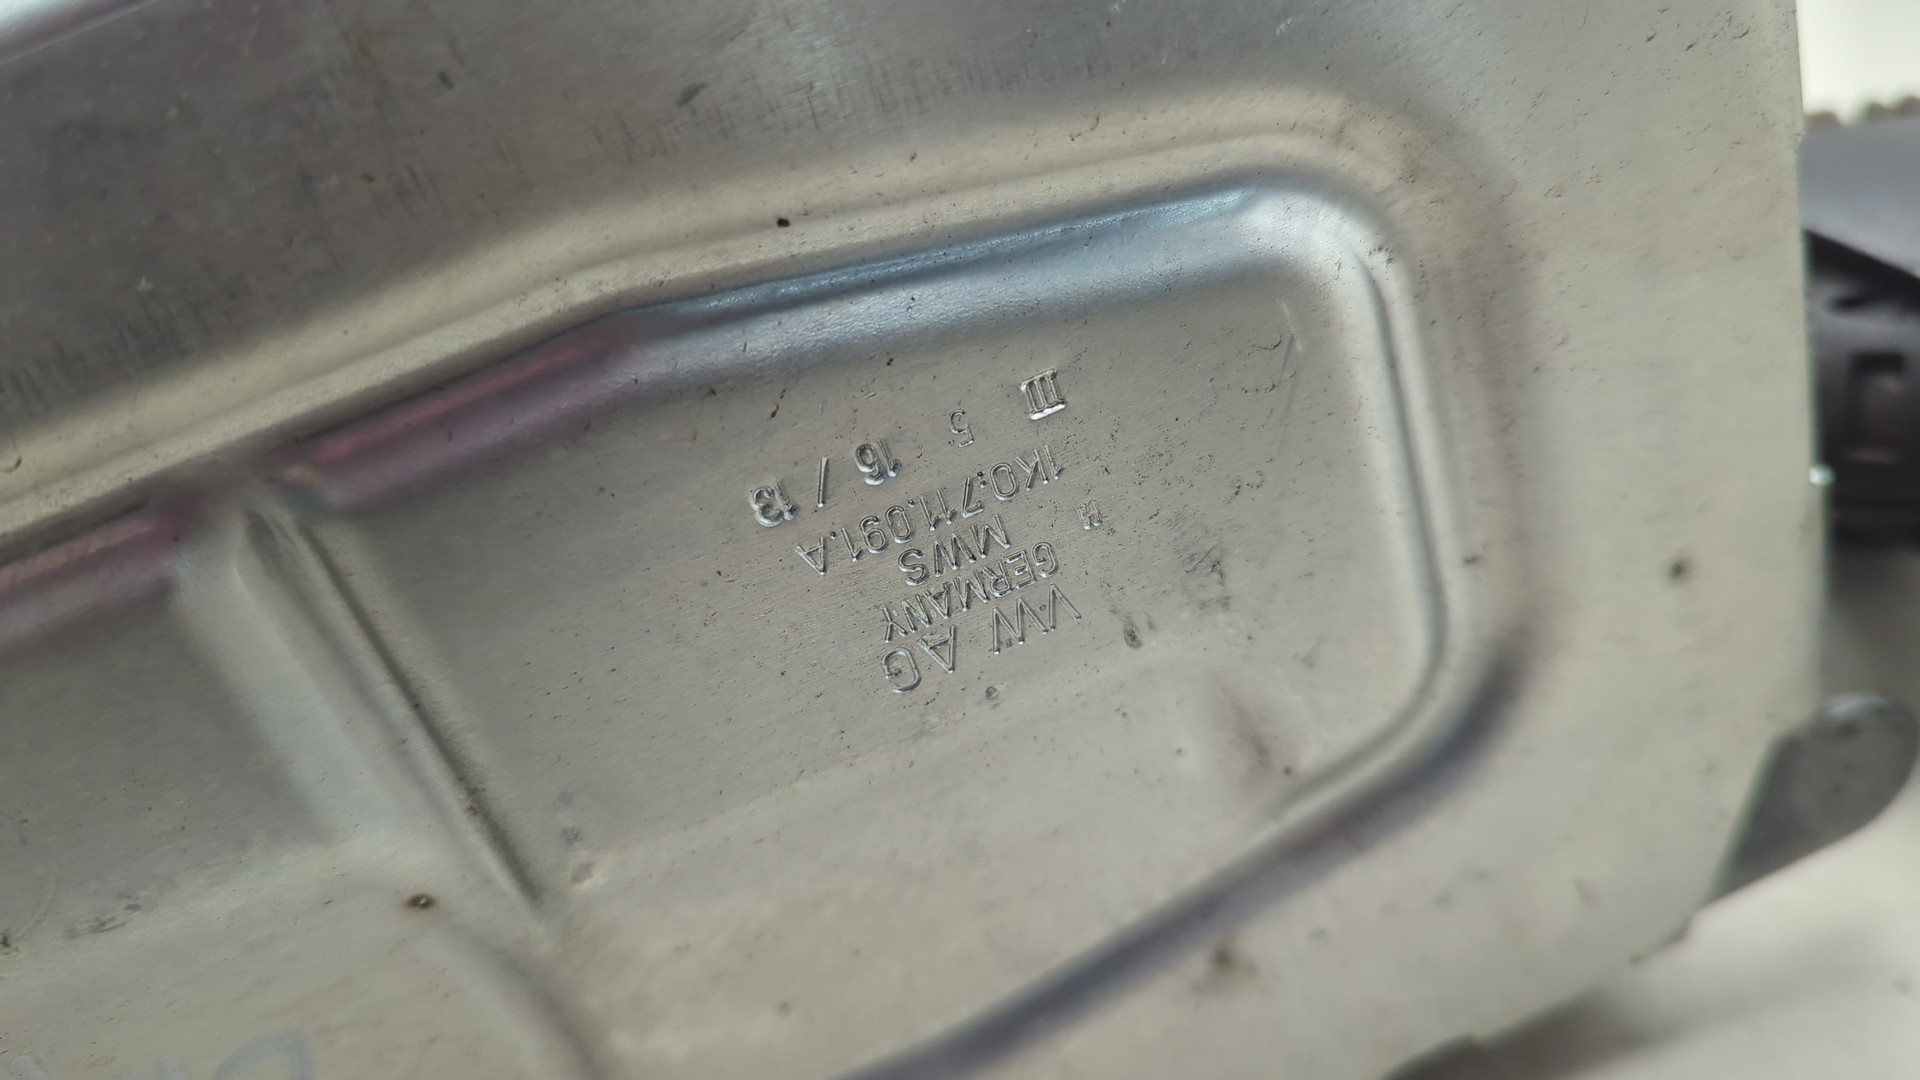 VW AG
GERMANY
MWS
H
1K0.711.091.A
III 5 16 / 13